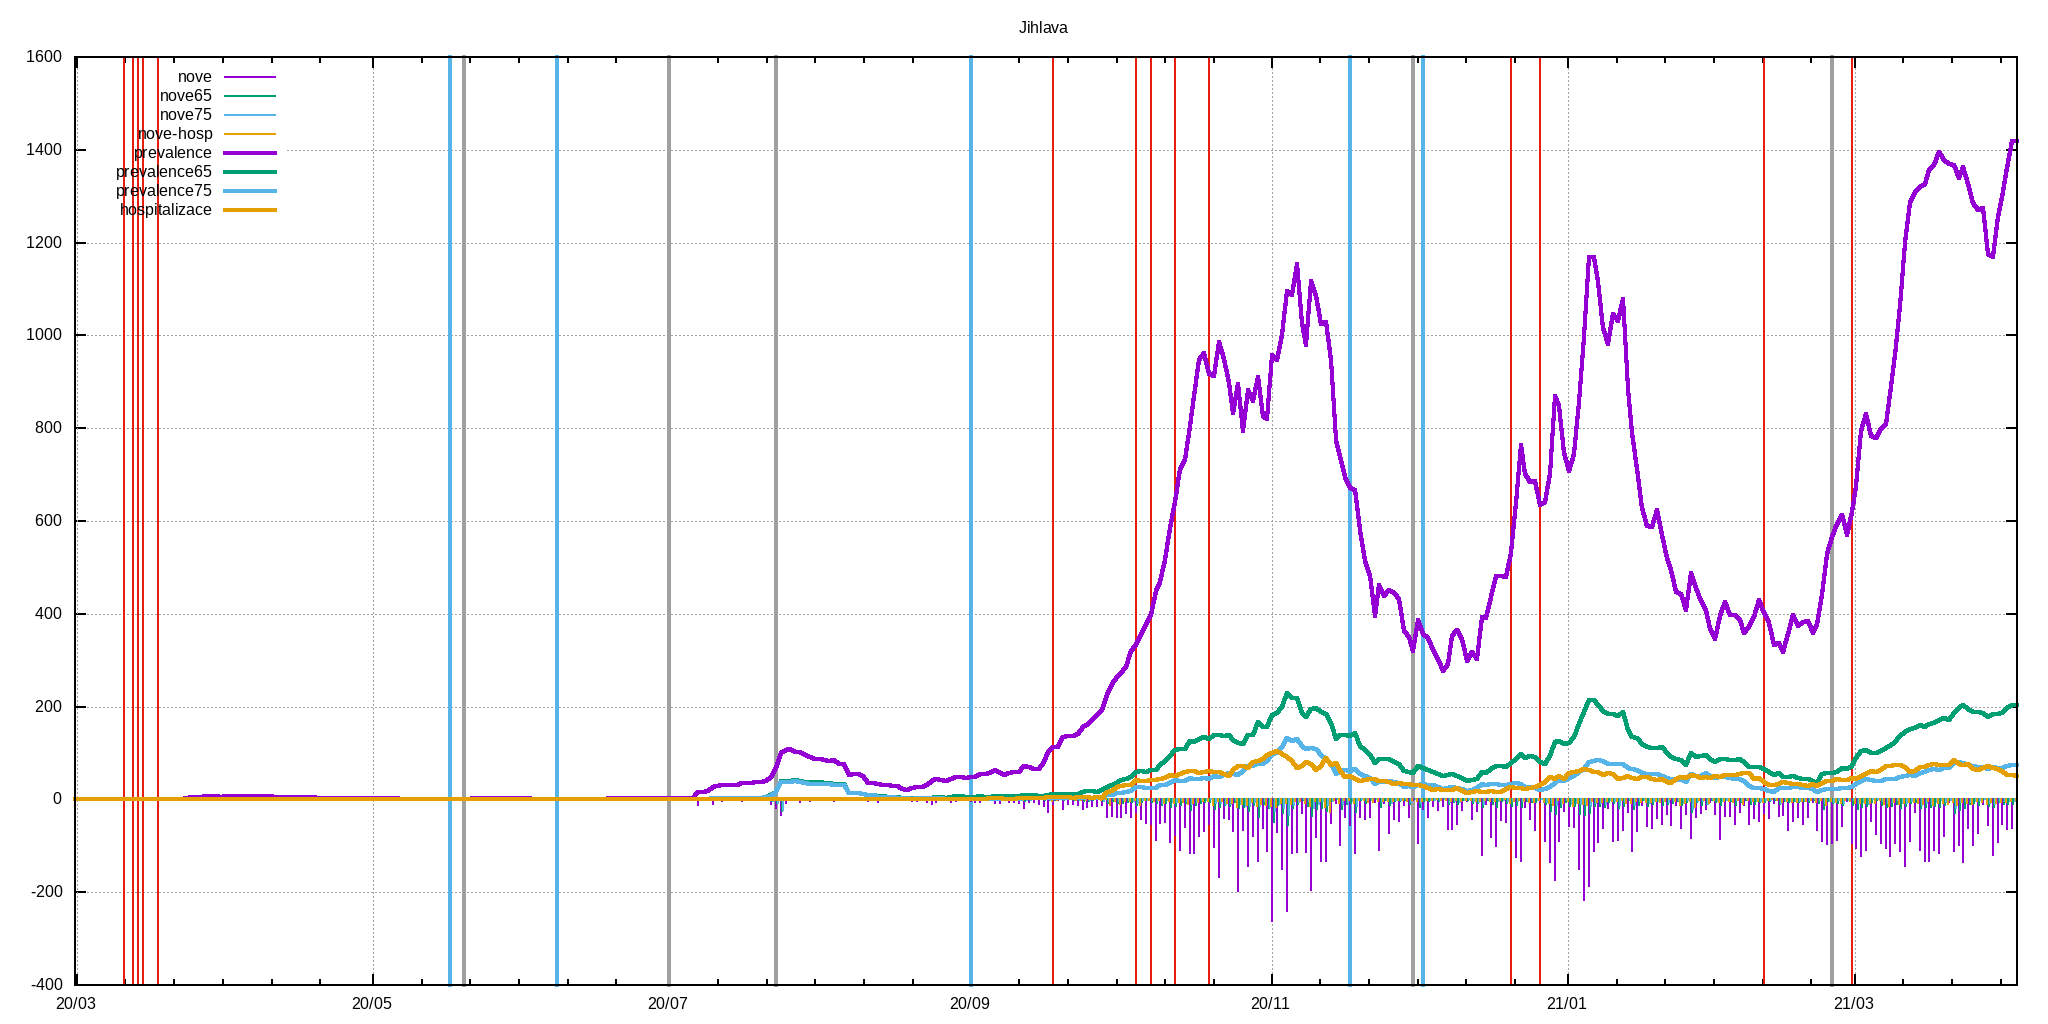 Jihlava
1600
1400
1200
1000
800
600
400
200
0
-200
-400
nove
nove65
nove75
nove-hosp
prevalence
prevalence65
prevalence75
hospitalizace
20/03 20/05 20/07 20/09 20/11 21/01 21/03